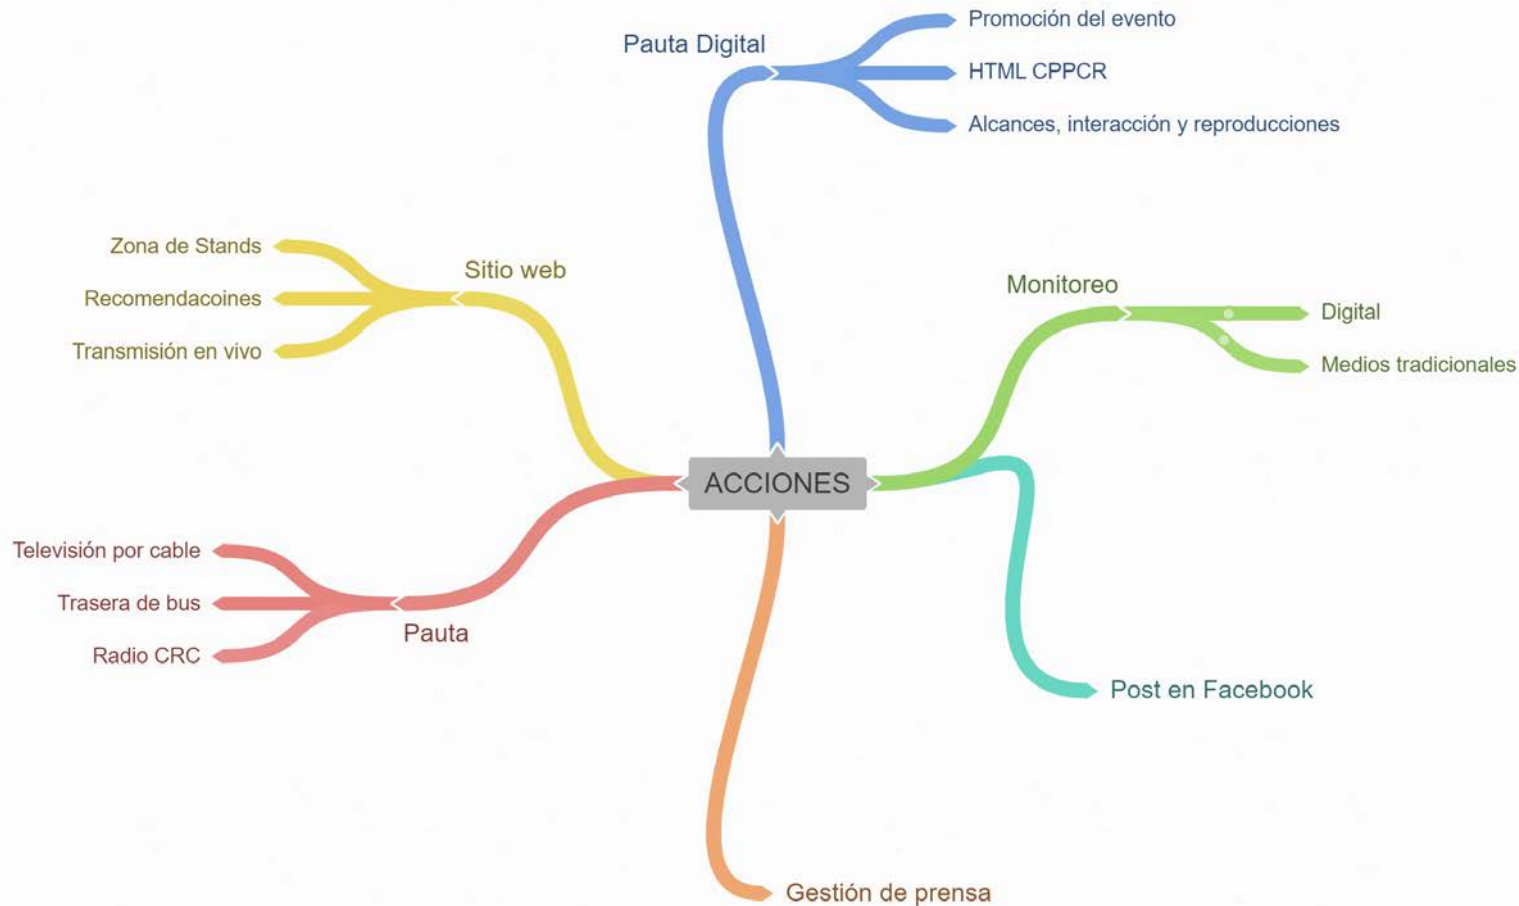 Pauta Digital
Promoción del evento
HTML CPPCR
Alcances, interacción y reproducciones
Sitio web
Zona de Stands
Recomendacoines
Transmisión en vivo
Monitoreo
Digital
Medios tradicionales
ACCIONES
Pauta
Televisión por cable
Trasera de bus
Radio CRC
Post en Facebook
Gestión de prensa